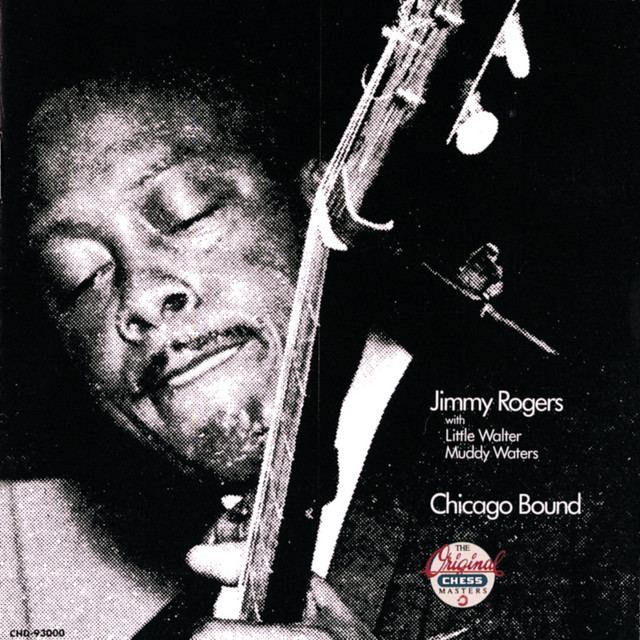 Jimmy Rogers
with
Little Walter
Muddy Waters
Chicago Bound
THE
Original
CHESS
MASTERS
CHD-93000